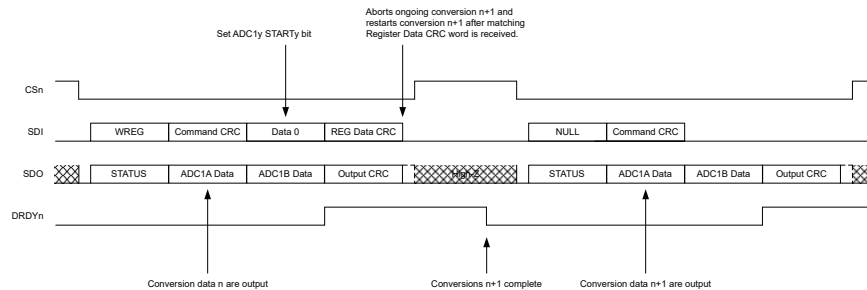 Aborts ongoing conversion n+1 and
restarts conversion n+1 after matching
Register Data CRC word is received.
Set ADC1y STARTy bit
CSn
SDI WREG Command CRC Data 0 REG Data CRC NULL Command CRC
SDO STATUS ADC1A Data ADC1B Data Output CRC High-Z STATUS ADC1A Data ADC1B Data Output CRC
DRDYn
Conversion data n are output Conversions n+1 complete Conversion data n+1 are output